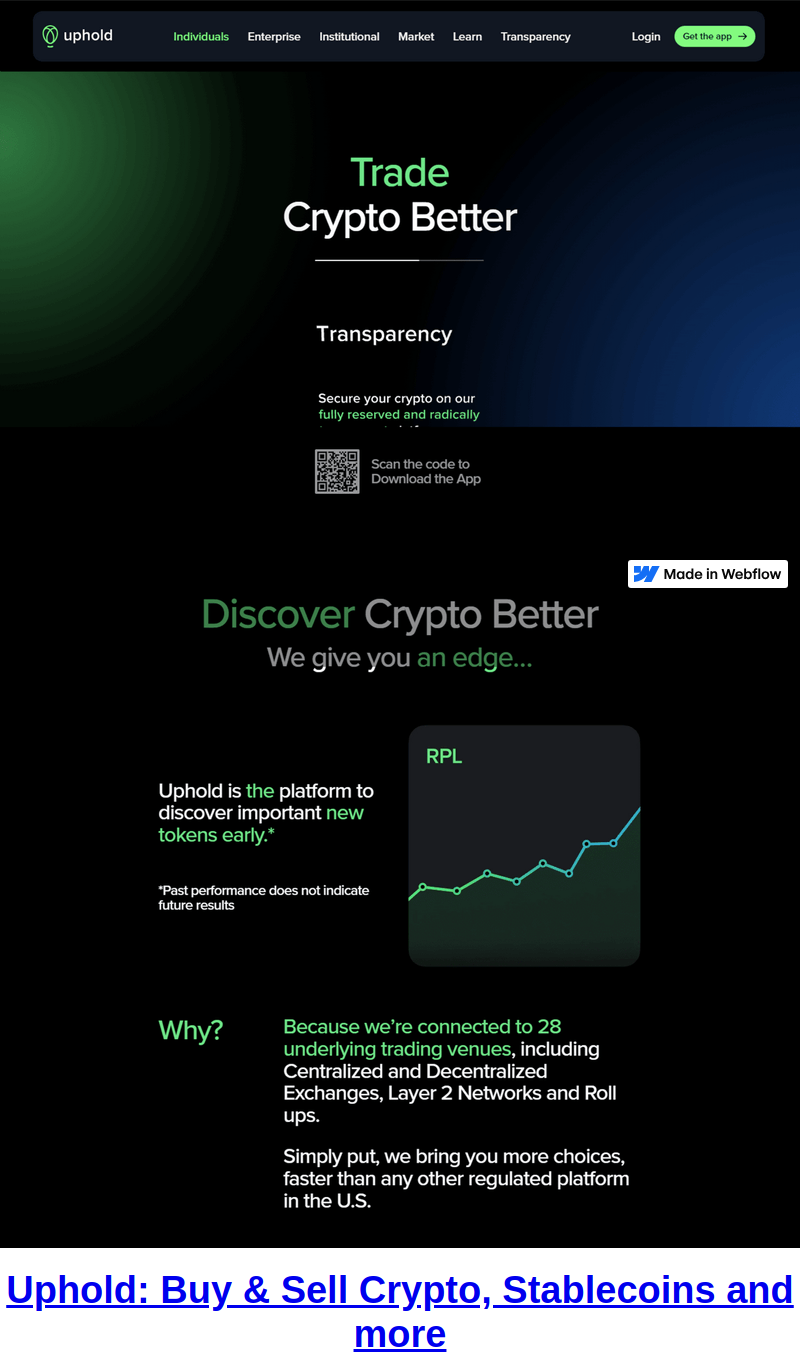 uphold
Individuals Enterprise Institutional Market Learn Transparency Login Get the app
Trade
Crypto Better
Transparency
Secure your crypto on our
fully reserved and radically
Scan the code to
Download the App
Made in Webflow
Discover Crypto Better
We give you an edge...
RPL
Uphold is the platform to
discover important new
tokens early.*
*Past performance does not indicate
future results
Why?
Because we’re connected to 28
underlying trading venues, including
Centralized and Decentralized
Exchanges, Layer 2 Networks and Roll
ups.
Simply put, we bring you more choices,
faster than any other regulated platform
in the U.S.
Uphold: Buy & Sell Crypto, Stablecoins and
more